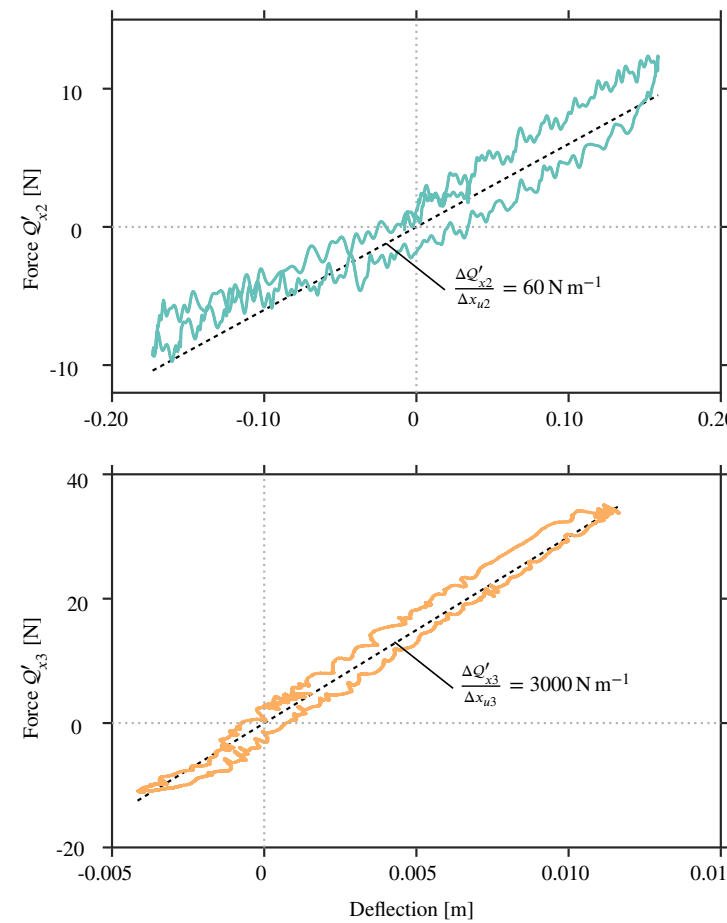 10
0
-10
Force Q′x2 [N]
ΔQ′x2 / Δxu2 = 60 N m⁻¹
-0.20 -0.10 0 0.10 0.20
40
20
0
-20
Force Q′x3 [N]
ΔQ′x3 / Δxu3 = 3000 N m⁻¹
-0.005 0 0.005 0.010 0.01
Deflection [m]